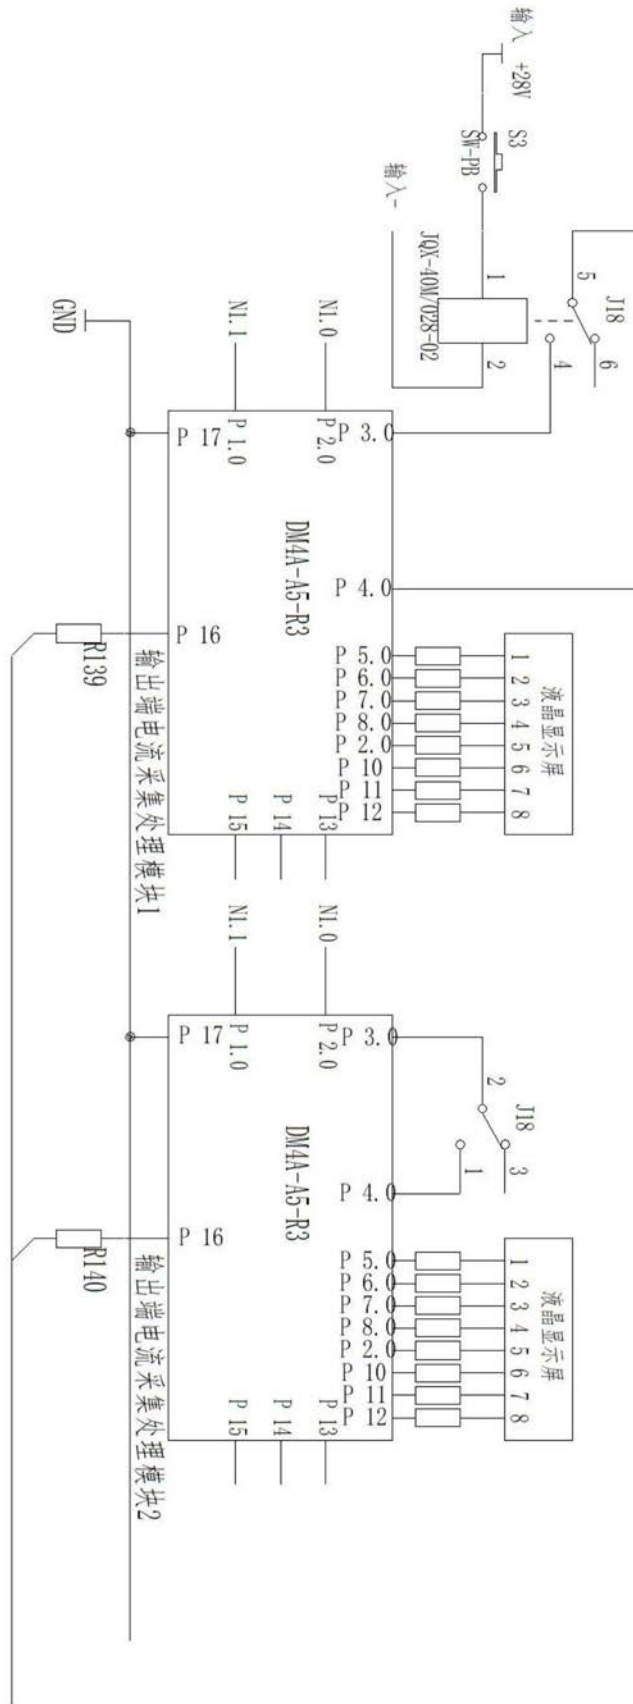 输入 +28V
S3
SW-PB
输入-
JQX-40M/028-02
1
2
J18
5
6
4
GND
N1.1
N1.0
P 17
P 1.0
P 2.0
P 3.0
DM4A-A5-R3
P 4.0
P 16
R139
P 5.0
P 6.0
P 7.0
P 8.0
P 2.0
P 10
P 11
P 12
1
2
3
4
5
6
7
8
液晶显示屏
P 15
P 14
P 13
输出端电流采集处理模块1
N1.1
N1.0
P 17
P 1.0
P 2.0
P 3.0
DM4A-A5-R3
P 4.0
J18
2
3
1
P 16
R140
P 5.0
P 6.0
P 7.0
P 8.0
P 2.0
P 10
P 11
P 12
1
2
3
4
5
6
7
8
液晶显示屏
P 15
P 14
P 13
输出端电流采集处理模块2